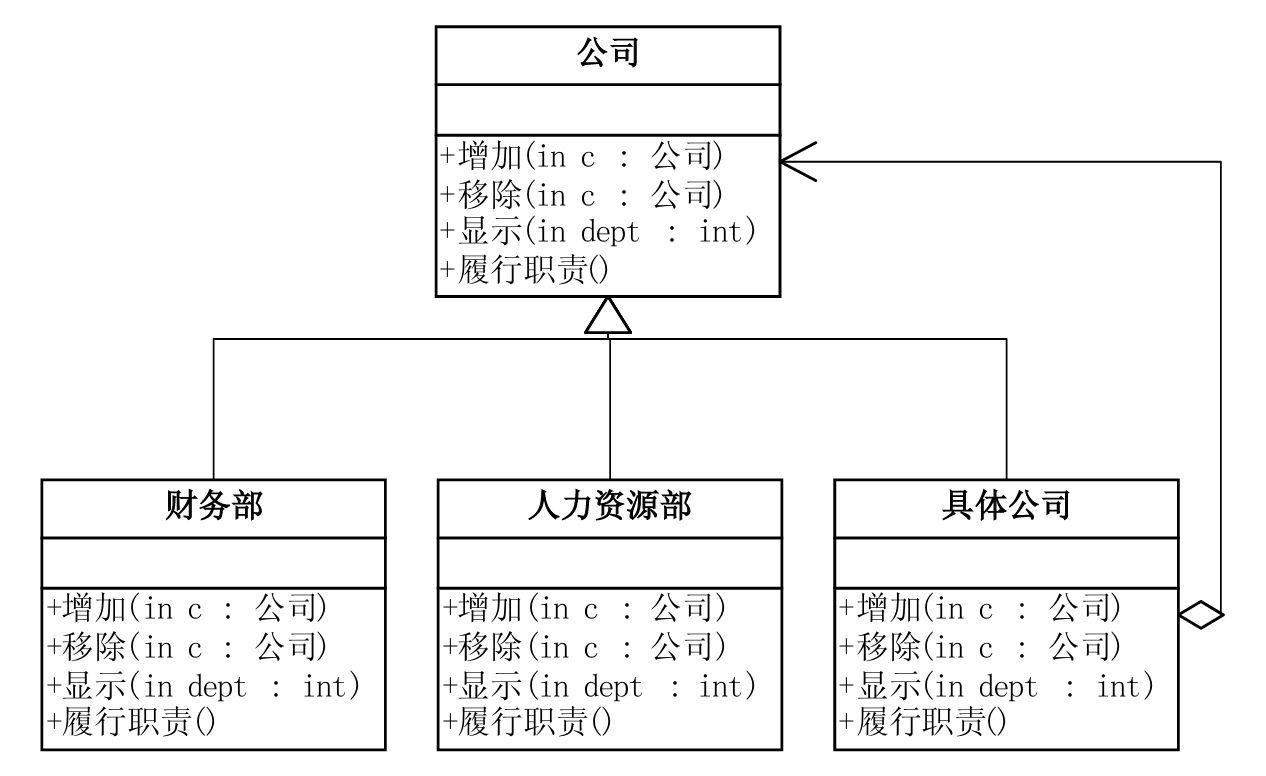 公司
+增加(in c : 公司)
+移除(in c : 公司)
+显示(in dept : int)
+履行职责()
财务部
+增加(in c : 公司)
+移除(in c : 公司)
+显示(in dept : int)
+履行职责()
人力资源部
+增加(in c : 公司)
+移除(in c : 公司)
+显示(in dept : int)
+履行职责()
具体公司
+增加(in c : 公司)
+移除(in c : 公司)
+显示(in dept : int)
+履行职责()